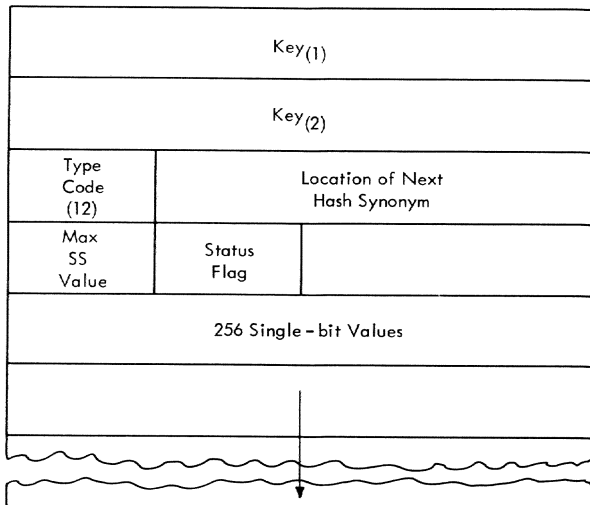 Key(1)
Key(2)
Type
Code
(12)
Location of Next
Hash Synonym
Max
SS
Value
Status
Flag
256 Single-bit Values